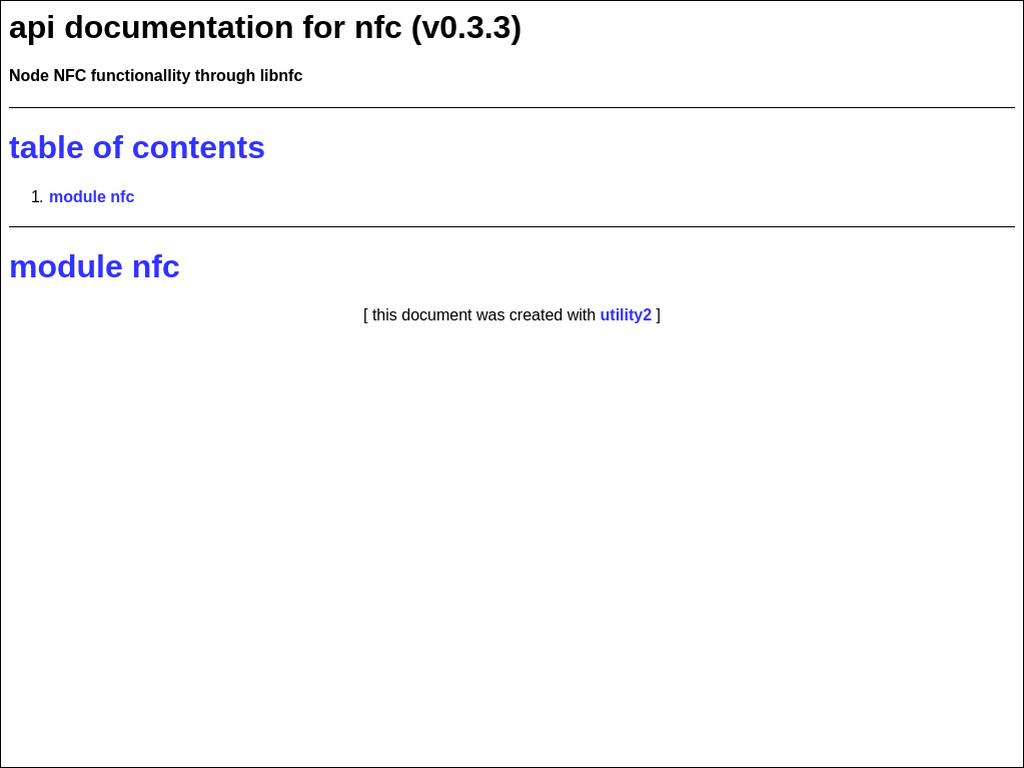 api documentation for nfc (v0.3.3)
Node NFC functionallity through libnfc
table of contents
1. module nfc
module nfc
[ this document was created with utility2 ]